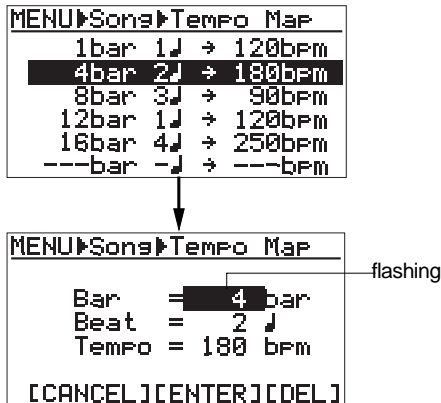 MENU▶Song▶Tempo Map
1bar 1♩ → 120bpm
4bar 2♩ → 180bpm
8bar 3♩ → 90bpm
12bar 1♩ → 120bpm
16bar 4♩ → 250bpm
---bar -♩ → ---bpm
MENU▶Song▶Tempo Map
flashing
Bar = 4 bar
Beat = 2 ♩
Tempo = 180 bpm
[CANCEL][ENTER][DEL]